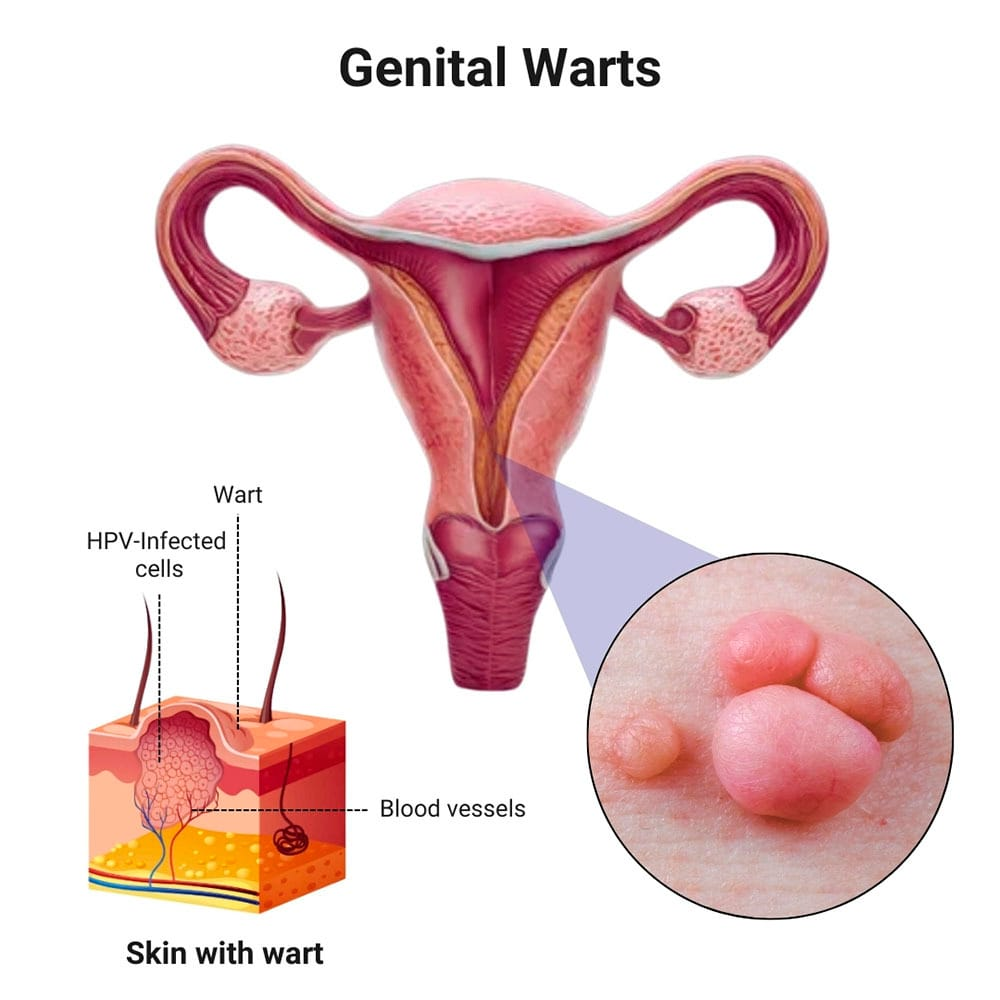 Genital Warts
Wart
HPV-Infected
cells
Blood vessels
Skin with wart